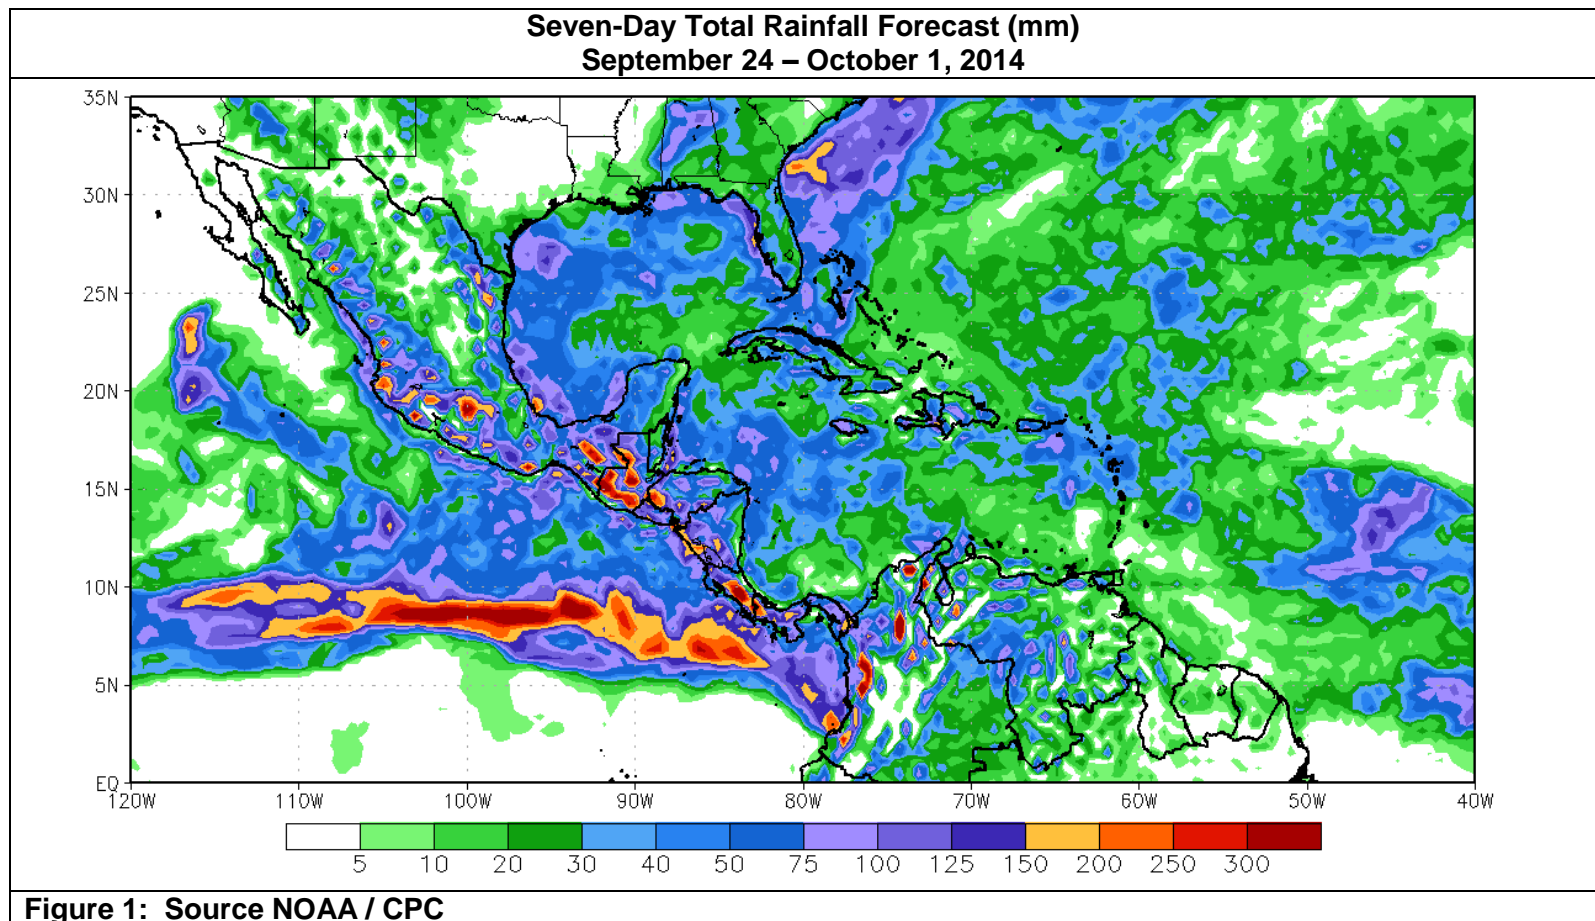 Seven-Day Total Rainfall Forecast (mm)
September 24 – October 1, 2014
35N
30N
25N
20N
15N
10N
5N
EQ
120W 110W 100W 90W 80W 70W 60W 50W 40W
5 10 20 30 40 50 75 100 125 150 200 250 300
Figure 1: Source NOAA / CPC